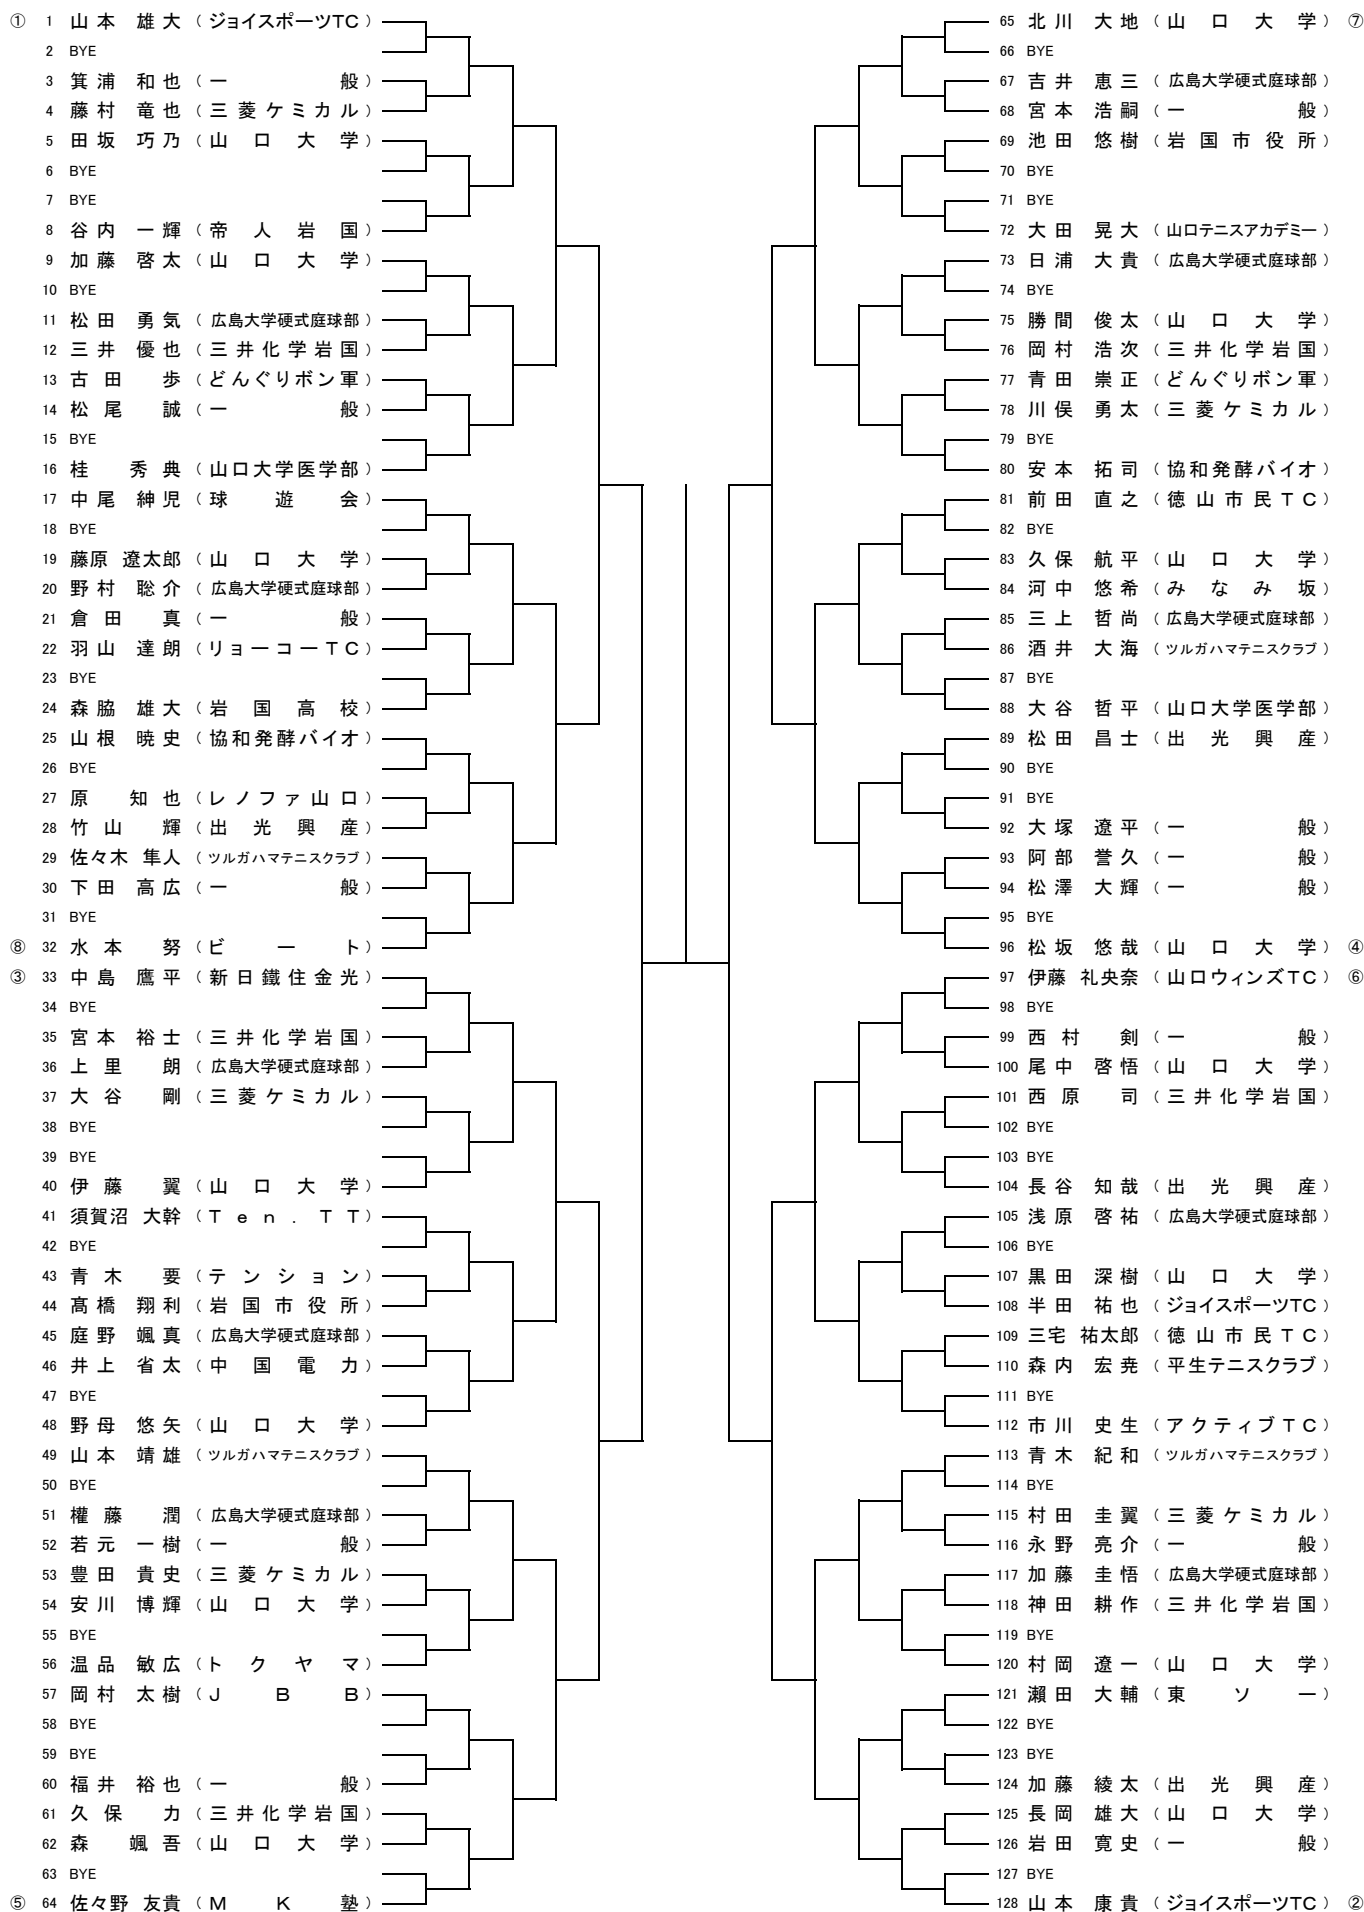 ① 1 山本 雄大 (ジョイスポーツTC)
2 BYE
3 箕浦 和也 (一般)
4 藤村 竜也 (三菱ケミカル)
5 田坂 巧乃 (山口大学)
6 BYE
7 BYE
8 谷内 一輝 (帝人岩国)
9 加藤 啓太 (山口大学)
10 BYE
11 松田 勇気 (広島大学硬式庭球部)
12 三井 優也 (三井化学岩国)
13 古田 歩 (どんぐりボン軍)
14 松尾 誠 (一般)
15 BYE
16 桂 秀典 (山口大学医学部)
17 中尾 紳児 (球遊会)
18 BYE
19 藤原 遼太郎 (山口大学)
20 野村 聡介 (広島大学硬式庭球部)
21 倉田 真 (一般)
22 羽山 達朗 (リョーコーTC)
23 BYE
24 森脇 雄大 (岩国高校)
25 山根 暁史 (協和発酵バイオ)
26 BYE
27 原 知也 (レノファ山口)
28 竹山 輝 (出光興産)
29 佐々木 隼人 (ツルガハマテニスクラブ)
30 下田 高広 (一般)
31 BYE
⑧ 32 水本 努 (ビート)
③ 33 中島 鷹平 (新日鐵住金光)
34 BYE
35 宮本 裕士 (三井化学岩国)
36 上里 朗 (広島大学硬式庭球部)
37 大谷 剛 (三菱ケミカル)
38 BYE
39 BYE
40 伊藤 翼 (山口大学)
41 須賀沼 大幹 (Ten.TT)
42 BYE
43 青木 要 (テンション)
44 髙橋 翔利 (岩国市役所)
45 庭野 颯真 (広島大学硬式庭球部)
46 井上 省太 (中国電力)
47 BYE
48 野母 悠矢 (山口大学)
49 山本 靖雄 (ツルガハマテニスクラブ)
50 BYE
51 權藤 潤 (広島大学硬式庭球部)
52 若元 一樹 (一般)
53 豊田 貴史 (三菱ケミカル)
54 安川 博輝 (山口大学)
55 BYE
56 温品 敏広 (トクヤマ)
57 岡村 太樹 (JBB)
58 BYE
59 BYE
60 福井 裕也 (一般)
61 久保 力 (三井化学岩国)
62 森 颯吾 (山口大学)
63 BYE
⑤ 64 佐々野 友貴 (MK塾)
65 北川 大地 (山口大学) ⑦
66 BYE
67 吉井 恵三 (広島大学硬式庭球部)
68 宮本 浩嗣 (一般)
69 池田 悠樹 (岩国市役所)
70 BYE
71 BYE
72 大田 晃大 (山口テニスアカデミー)
73 日浦 大貴 (広島大学硬式庭球部)
74 BYE
75 勝間 俊太 (山口大学)
76 岡村 浩次 (三井化学岩国)
77 青田 崇正 (どんぐりボン軍)
78 川俣 勇太 (三菱ケミカル)
79 BYE
80 安本 拓司 (協和発酵バイオ)
81 前田 直之 (徳山市民TC)
82 BYE
83 久保 航平 (山口大学)
84 河中 悠希 (みなみ坂)
85 三上 哲尚 (広島大学硬式庭球部)
86 酒井 大海 (ツルガハマテニスクラブ)
87 BYE
88 大谷 哲平 (山口大学医学部)
89 松田 昌士 (出光興産)
90 BYE
91 BYE
92 大塚 遼平 (一般)
93 阿部 誉久 (一般)
94 松澤 大輝 (一般)
95 BYE
96 松坂 悠哉 (山口大学) ④
97 伊藤 礼央奈 (山口ウィンズTC) ⑥
98 BYE
99 西村 剣 (一般)
100 尾中 啓悟 (山口大学)
101 西原 司 (三井化学岩国)
102 BYE
103 BYE
104 長谷 知哉 (出光興産)
105 浅原 啓祐 (広島大学硬式庭球部)
106 BYE
107 黒田 深樹 (山口大学)
108 半田 祐也 (ジョイスポーツTC)
109 三宅 祐太郎 (徳山市民TC)
110 森内 宏尭 (平生テニスクラブ)
111 BYE
112 市川 史生 (アクティブTC)
113 青木 紀和 (ツルガハマテニスクラブ)
114 BYE
115 村田 圭翼 (三菱ケミカル)
116 永野 亮介 (一般)
117 加藤 圭悟 (広島大学硬式庭球部)
118 神田 耕作 (三井化学岩国)
119 BYE
120 村岡 遼一 (山口大学)
121 瀬田 大輔 (東ソー)
122 BYE
123 BYE
124 加藤 綾太 (出光興産)
125 長岡 雄大 (山口大学)
126 岩田 寛史 (一般)
127 BYE
128 山本 康貴 (ジョイスポーツTC) ②